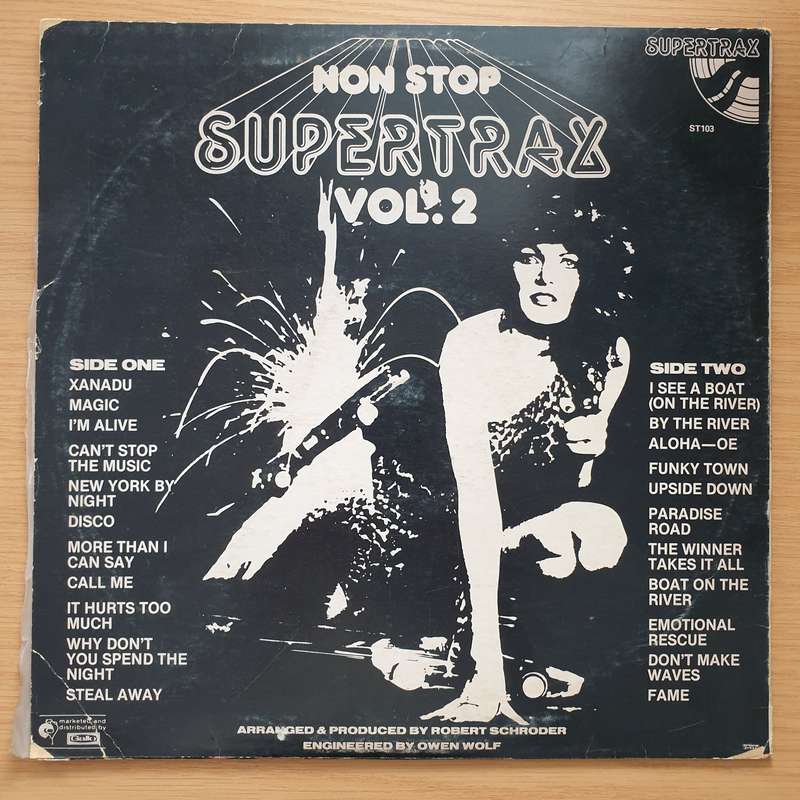 NON STOP
SUPERTRAX
VOL. 2
SUPERTRAX
ST103
SIDE ONE
XANADU
MAGIC
I'M ALIVE
CAN'T STOP
THE MUSIC
NEW YORK BY
NIGHT
DISCO
MORE THAN I
CAN SAY
CALL ME
IT HURTS TOO
MUCH
WHY DON'T
YOU SPEND THE
NIGHT
STEAL AWAY
SIDE TWO
I SEE A BOAT
(ON THE RIVER)
BY THE RIVER
ALOHA—OE
FUNKY TOWN
UPSIDE DOWN
PARADISE
ROAD
THE WINNER
TAKES IT ALL
BOAT ON THE
RIVER
EMOTIONAL
RESCUE
DON'T MAKE
WAVES
FAME
marketed and
distributed by
Gallo
ARRANGED & PRODUCED BY ROBERT SCHRODER
ENGINEERED BY OWEN WOLF